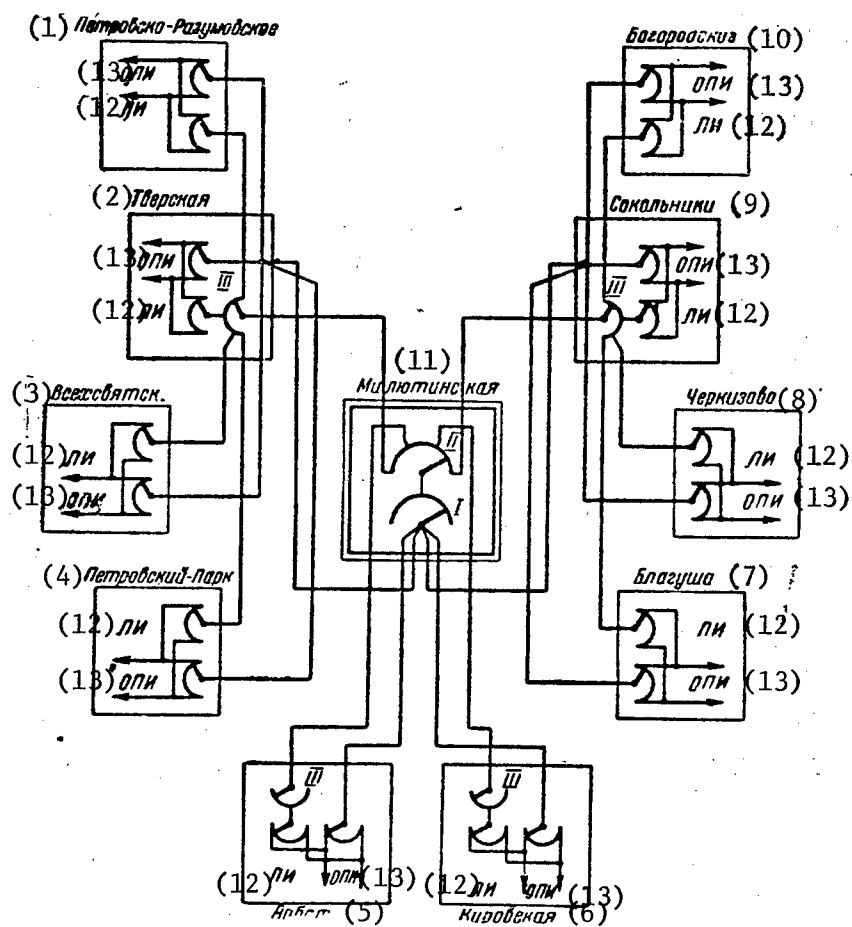 (1) Петровско-Разумовское
(13) опи
(12) ли
Багародския (10)
опи (13)
ли (12)
(2) Тверская
(13) опи
III
(12) ли
Сокольники (9)
опи (13)
III
ли (12)
(11)
Милютинская
II
I
(3) Всехсвятск.
(12) ли
(13) опи
Черкизово (8)
ли (12)
опи (13)
(4) Петровский-Парк
(12) ли
(13) опи
Благуша (7)
ли (12)
опи (13)
III
(12) ли опи (13)
Арбат (5)
III
(12) ли опи (13)
Кировская (6)